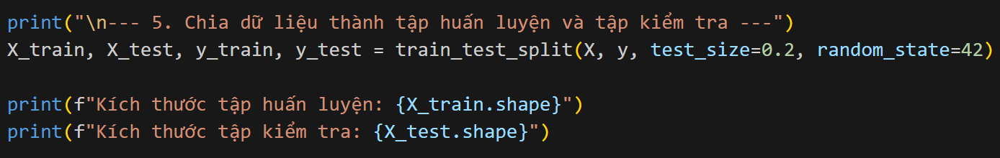 print("\n--- 5. Chia dữ liệu thành tập huấn luyện và tập kiểm tra ---")
X_train, X_test, y_train, y_test = train_test_split(X, y, test_size=0.2, random_state=42)
print(f"Kích thước tập huấn luyện: {X_train.shape}")
print(f"Kích thước tập kiểm tra: {X_test.shape}")